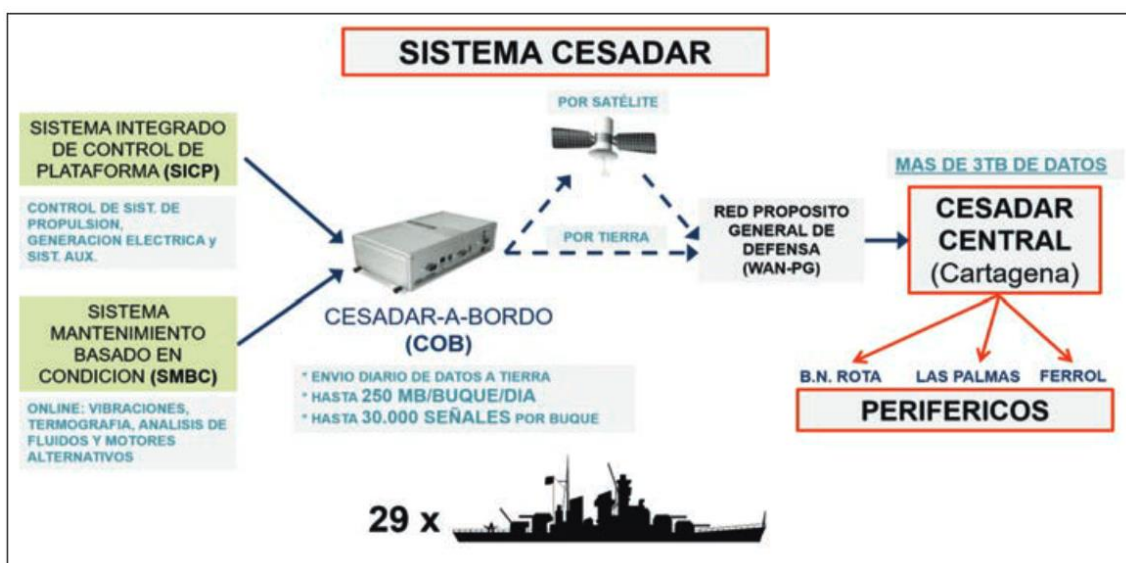 SISTEMA CESADAR
SISTEMA INTEGRADO
DE CONTROL DE
PLATAFORMA (SICP)
CONTROL DE SIST. DE
PROPULSION,
GENERACION ELECTRICA y
SIST. AUX.
SISTEMA
MANTENIMIENTO
BASADO EN
CONDICION (SMBC)
ONLINE: VIBRACIONES,
TERMOGRAFIA, ANALISIS DE
FLUIDOS Y MOTORES
ALTERNATIVOS
CESADAR-A-BORDO
(COB)
* ENVIO DIARIO DE DATOS A TIERRA
* HASTA 250 MB/BUQUE/DIA
* HASTA 30.000 SEÑALES POR BUQUE
POR SATÉLITE
POR TIERRA
RED PROPOSITO
GENERAL DE
DEFENSA
(WAN-PG)
MAS DE 3TB DE DATOS
CESADAR
CENTRAL
(Cartagena)
B.N. ROTA LAS PALMAS FERROL
PERIFERICOS
29 x